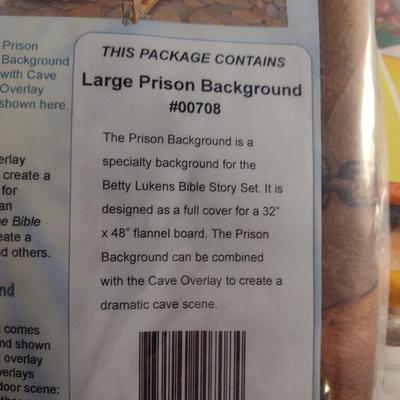 Prison
Background
with Cave
Overlay
shown here.
erlay
create a
for
an
e Bible
eate a
d others.
nd
comes
nd shown
overlay
verlays
door scene:
THIS PACKAGE CONTAINS
Large Prison Background
#00708
The Prison Background is a
specialty background for the
Betty Lukens Bible Story Set. It is
designed as a full cover for a 32"
x 48" flannel board. The Prison
Background can be combined
with the Cave Overlay to create a
dramatic cave scene.